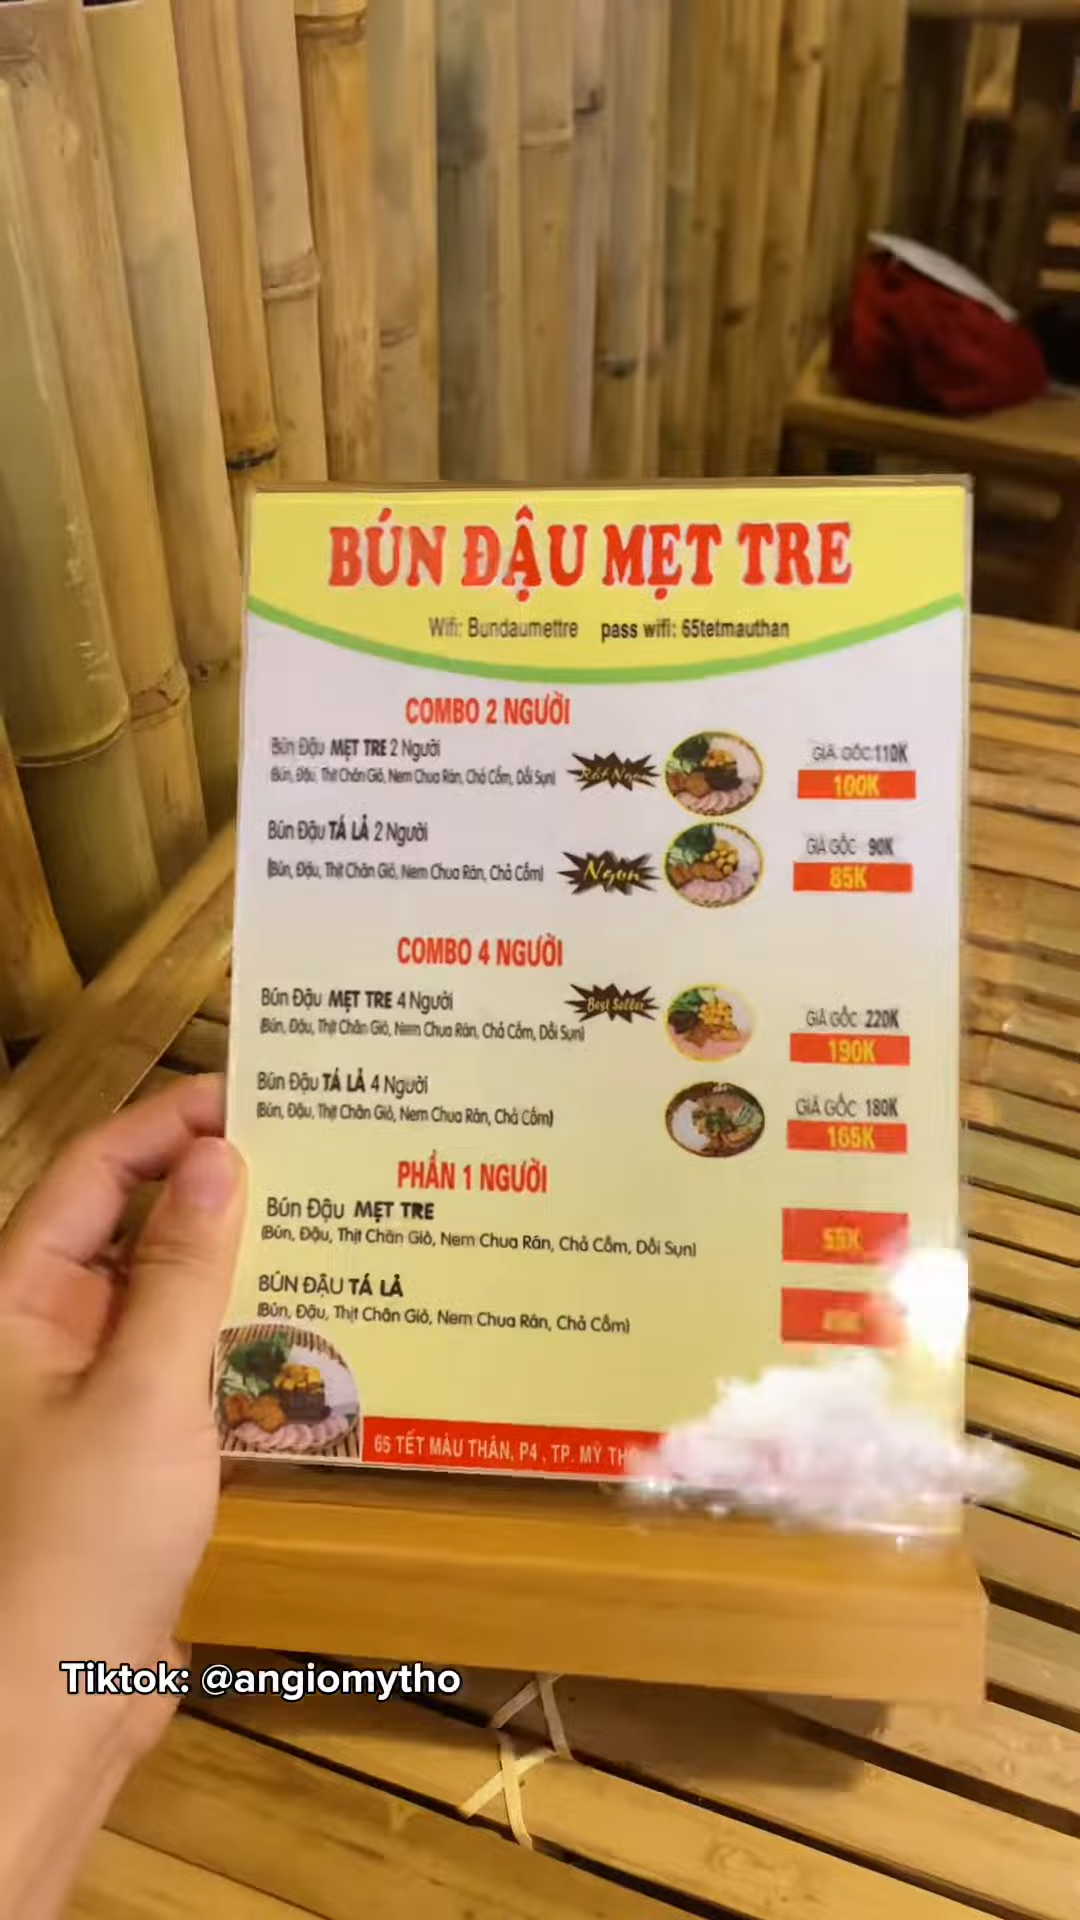 BÚN ĐẬU MẸT TRE
Wifi: Bundaumettre pass wifi: 65tetmauthan
COMBO 2 NGƯỜI
Bún Đậu MẸT TRE 2 Người
(Bún, Đậu, Thịt Chân Giò, Nem Chua Rán, Chả Cốm, Dồi Sụn)
Rất Ngon
GIÁ GỐC: 110K
100K
Bún Đậu TÁ LẢ 2 Người
(Bún, Đậu, Thịt Chân Giò, Nem Chua Rán, Chả Cốm)
Ngon
GIÁ GỐC 90K
85K
COMBO 4 NGƯỜI
Bún Đậu MẸT TRE 4 Người
(Bún, Đậu, Thịt Chân Giò, Nem Chua Rán, Chả Cốm, Dồi Sụn)
Best Seller
GIÁ GỐC 220K
190K
Bún Đậu TÁ LẢ 4 Người
(Bún, Đậu, Thịt Chân Giò, Nem Chua Rán, Chả Cốm)
GIÁ GỐC 180K
165K
PHẦN 1 NGƯỜI
Bún Đậu MẸT TRE
(Bún, Đậu, Thịt Chân Giò, Nem Chua Rán, Chả Cốm, Dồi Sụn)
55K
BÚN ĐẬU TÁ LẢ
(Bún, Đậu, Thịt Chân Giò, Nem Chua Rán, Chả Cốm)
65 TẾT MẬU THÂN, P4 , TP. MỸ
Tiktok: @angiomytho